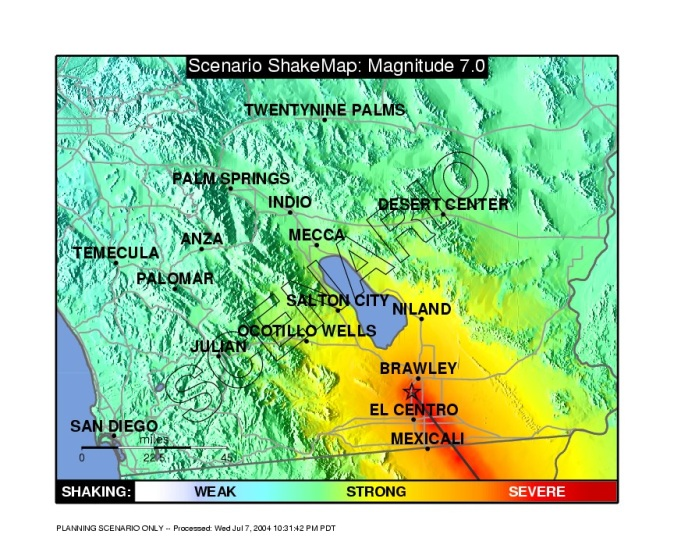 Scenario ShakeMap: Magnitude 7.0
TWENTYNINE PALMS
PALM SPRINGS
INDIO
DESERT CENTER
ANZA
MECCA
TEMECULA
PALOMAR
SALTON CITY
NILAND
OCOTILLO WELLS
JULIAN
BRAWLEY
EL CENTRO
SAN DIEGO
MEXICALI
miles
0 22.5 45
SCENARIO
SHAKING: WEAK STRONG SEVERE
PLANNING SCENARIO ONLY -- Processed: Wed Jul 7, 2004 10:31:42 PM PDT